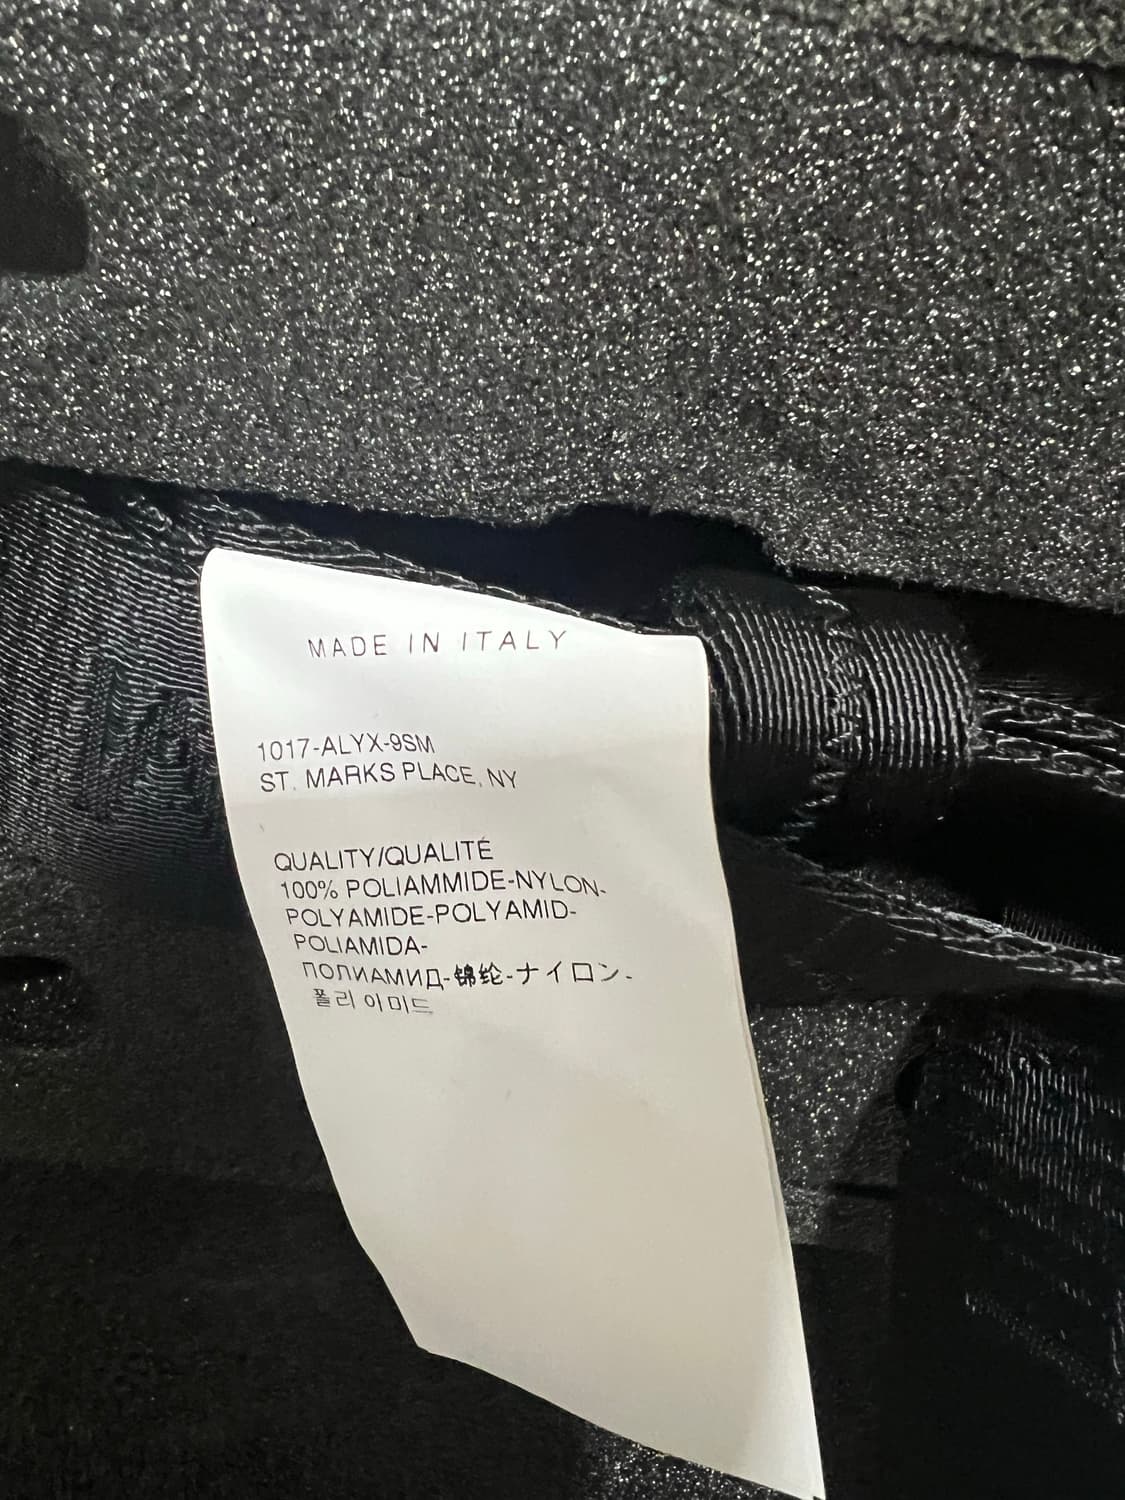 MADE IN ITALY
1017-ALYX-9SM
ST. MARKS PLACE, NY
QUALITY/QUALITÉ
100% POLIAMMIDE-NYLON-
POLYAMIDE-POLYAMID-
POLIAMIDA-
ПОЛИАМИД-锦纶-ナイロン-
폴리 이미드